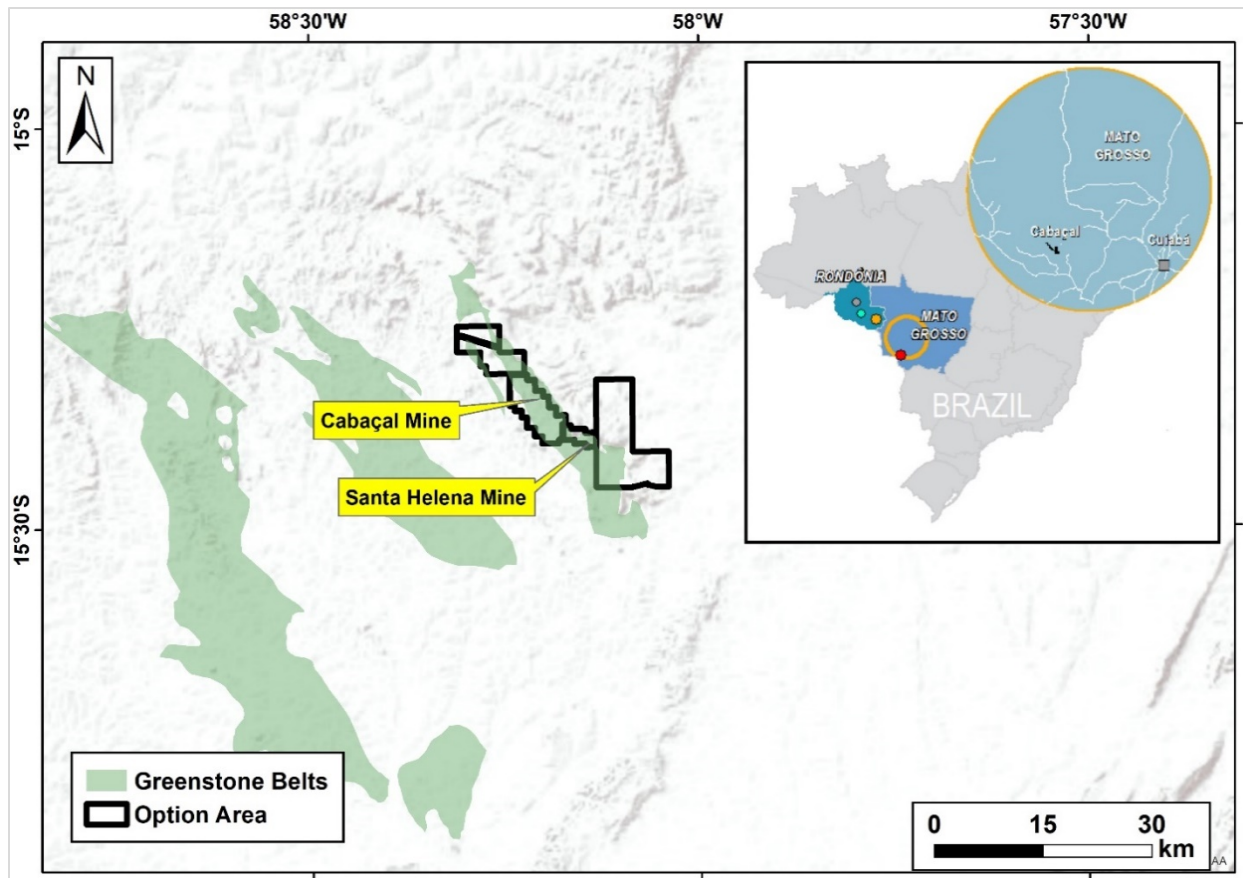 58°30'W
58°W
57°30'W
15°S
15°30'S
N
MATO
GROSSO
Cabaçal
Cuiabá
RONDÔNIA
MATO
GROSSO
BRAZIL
Cabaçal Mine
Santa Helena Mine
Greenstone Belts
Option Area
0 15 30
km
AA